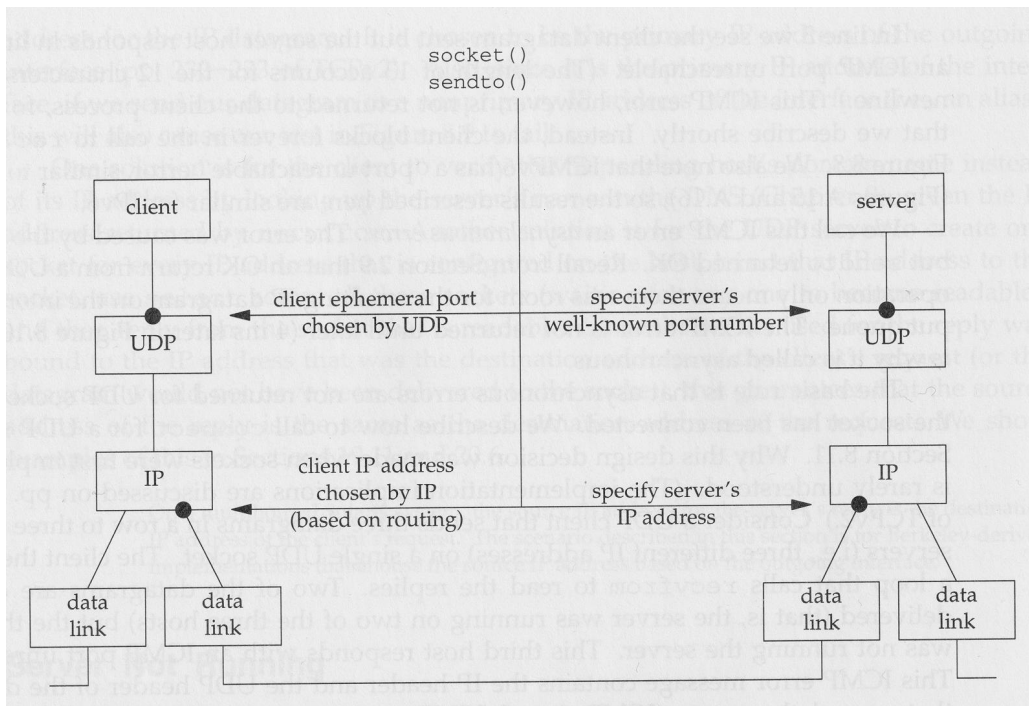 socket()
sendto()
client
server
client ephemeral port
chosen by UDP
specify server's
well-known port number
UDP
UDP
client IP address
chosen by IP
(based on routing)
specify server's
IP address
IP
IP
data
link
data
link
data
link
data
link